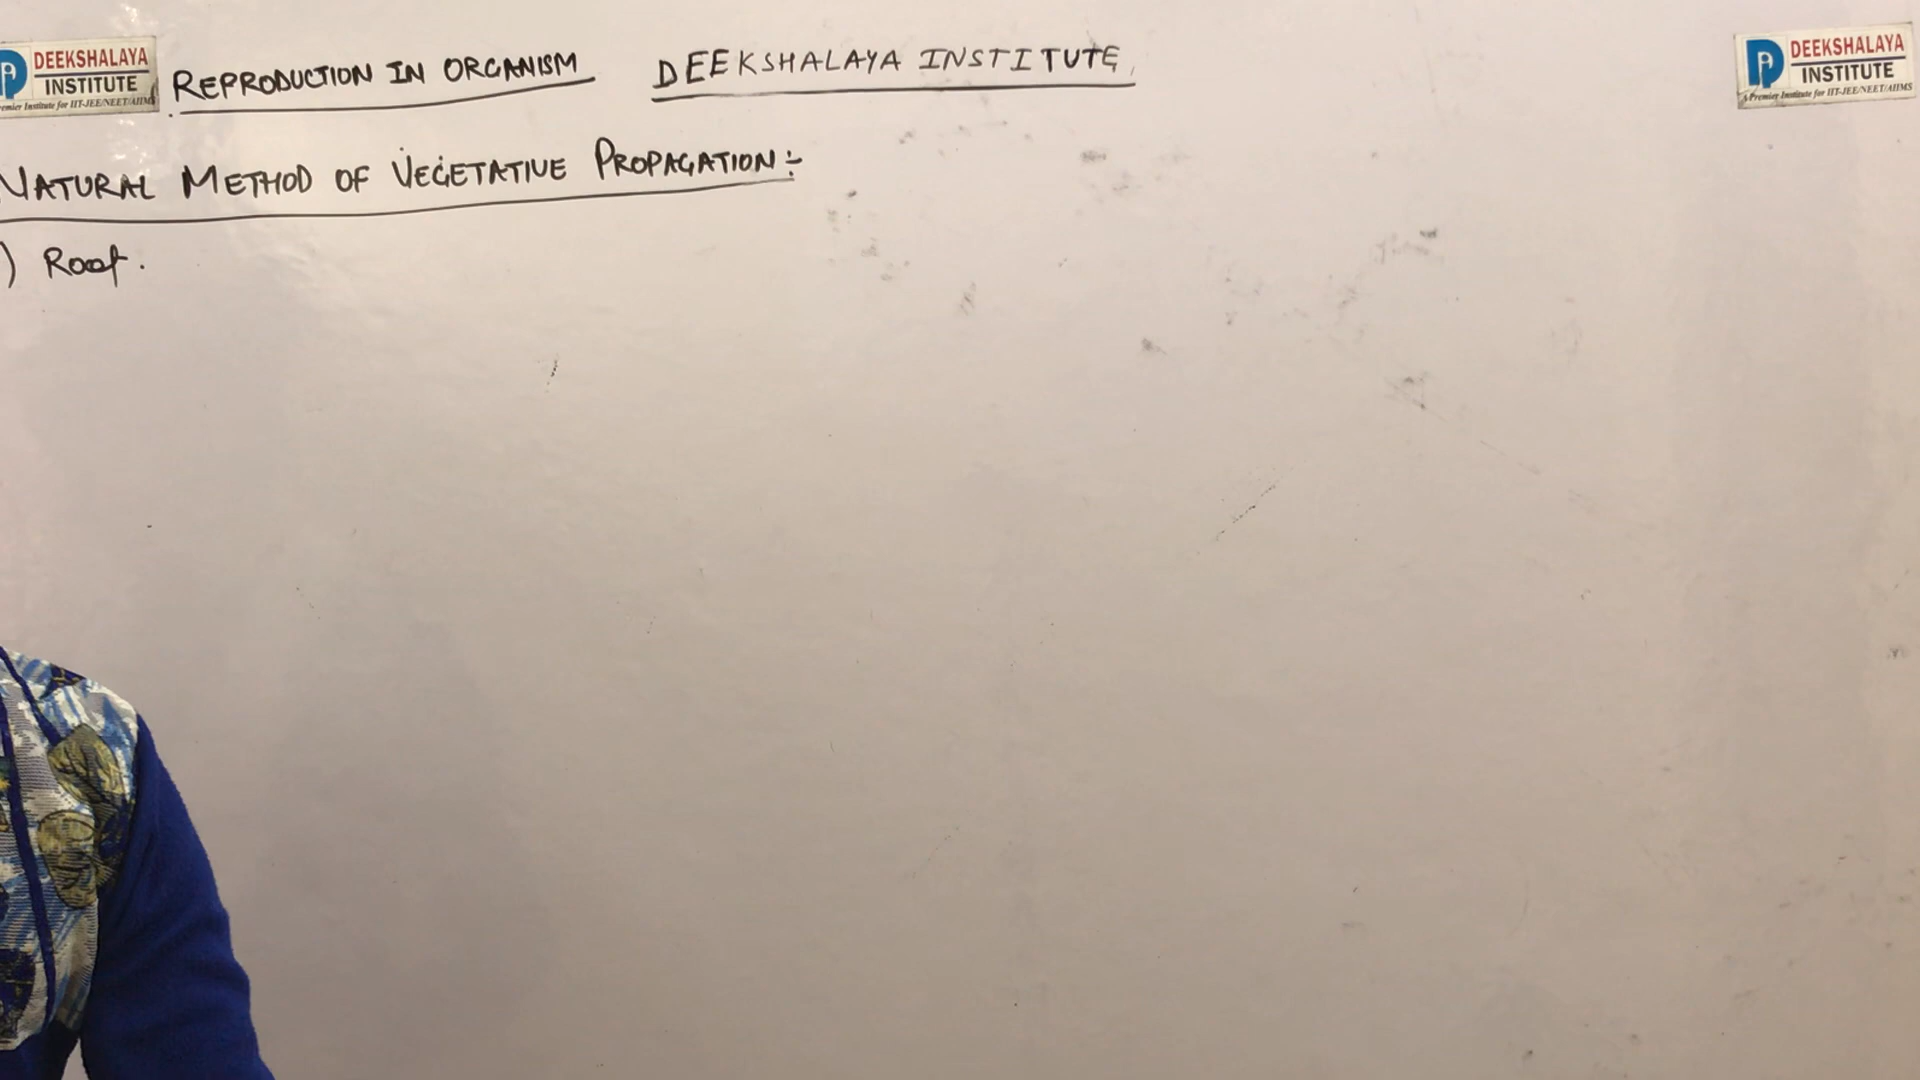 DEEKSHALAYA
INSTITUTE
Premier Institute for IIT-JEE/NEET/AIIMS
REPRODUCTION IN ORGANISM
DEEKSHALAYA INSTITUTE
DEEKSHALAYA
INSTITUTE
A Premier Institute for IIT-JEE/NEET/AIIMS
NATURAL METHOD OF VEGETATIVE PROPAGATION :-
) Root.